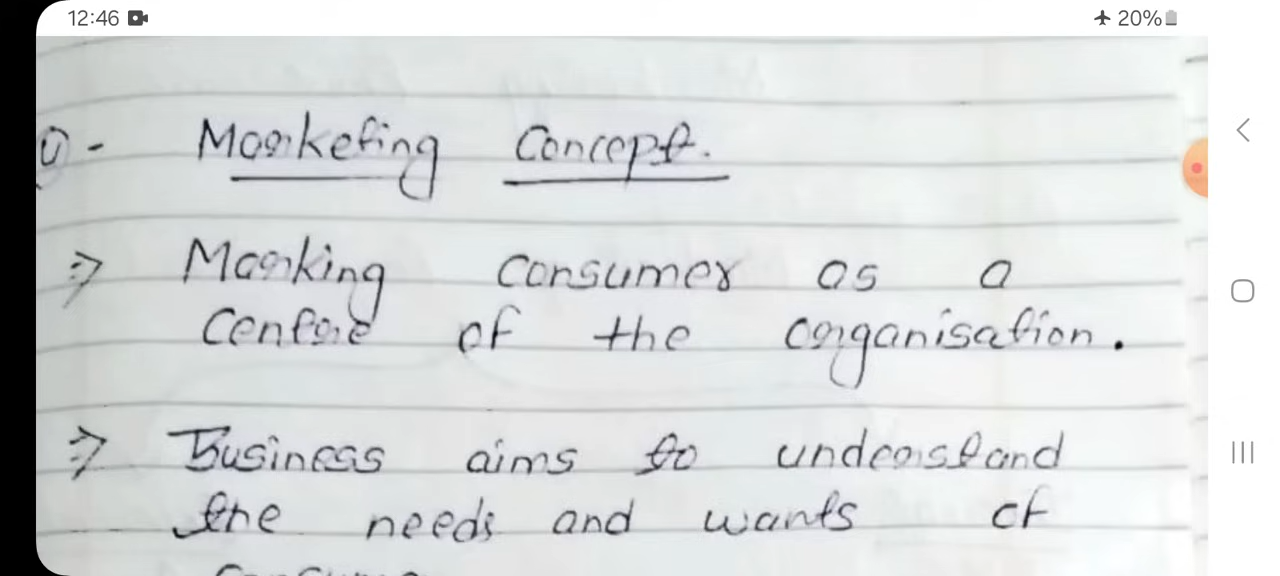 12:46
20%
Marketing Concept.
⇒ Marking consumer as a
Centre of the organisation.
⇒ Business aims to understand
the needs and wants of